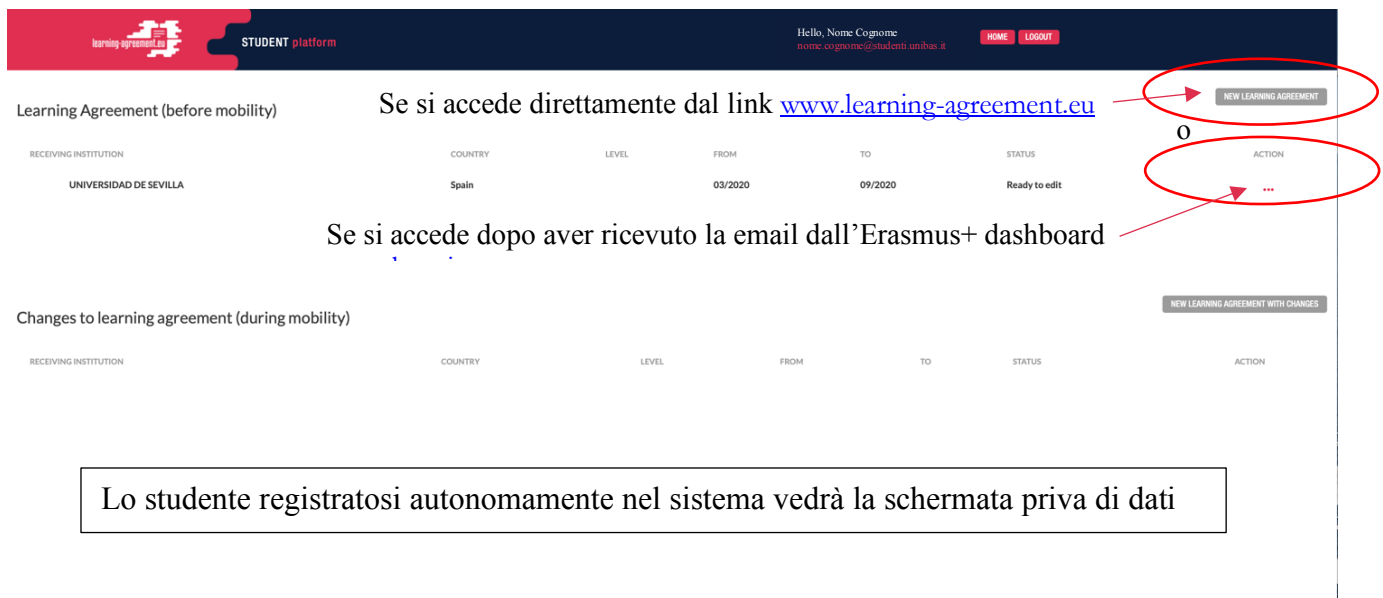 learning-agreement.eu
STUDENT platform
Hello, Nome Cognome
nome.cognome@studenti.unibas.it
HOME
LOGOUT
Learning Agreement (before mobility)
Se si accede direttamente dal link www.learning-agreement.eu
NEW LEARNING AGREEMENT
o
RECEIVING INSTITUTION COUNTRY LEVEL FROM TO STATUS ACTION
UNIVERSIDAD DE SEVILLA Spain 03/2020 09/2020 Ready to edit ...
Se si accede dopo aver ricevuto la email dall’Erasmus+ dashboard
NEW LEARNING AGREEMENT WITH CHANGES
Changes to learning agreement (during mobility)
RECEIVING INSTITUTION COUNTRY LEVEL FROM TO STATUS ACTION
Lo studente registratosi autonomamente nel sistema vedrà la schermata priva di dati